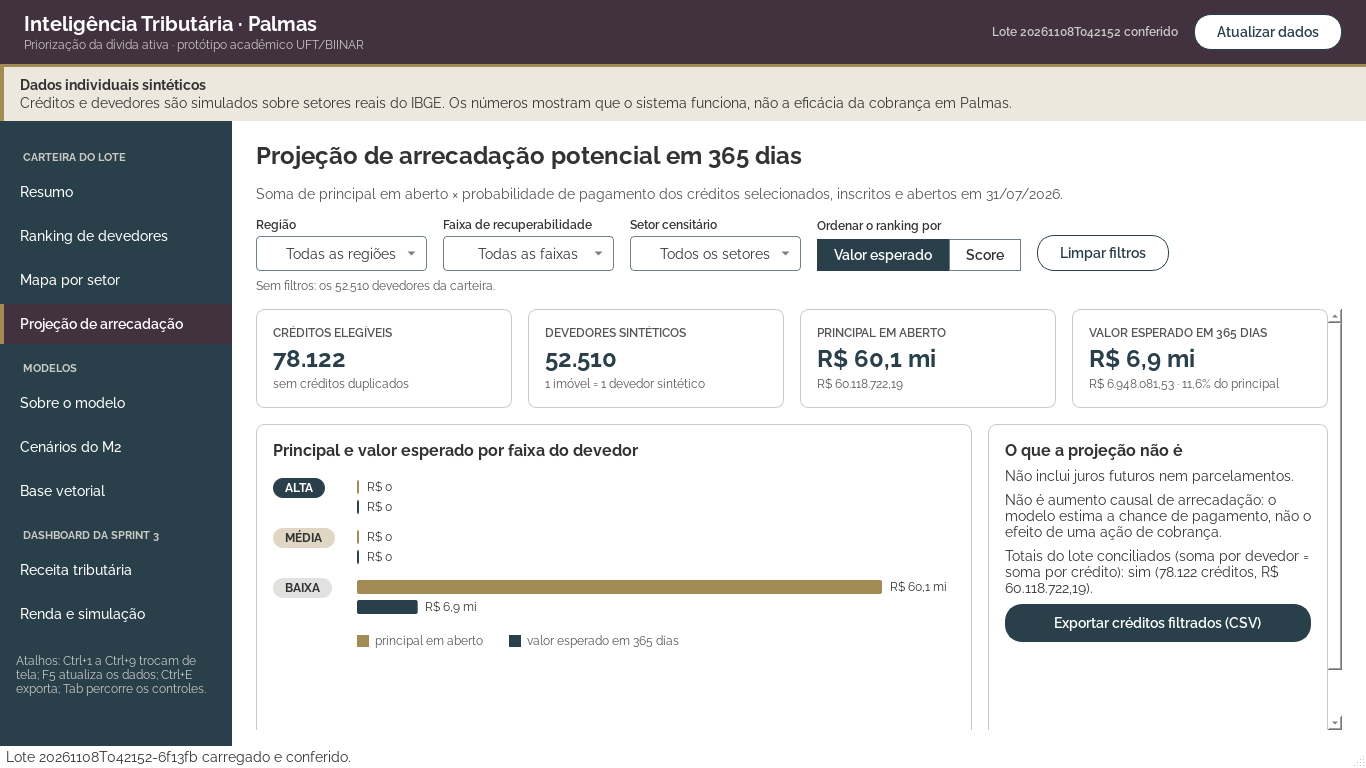 Inteligência Tributária · Palmas
Priorização da dívida ativa · protótipo acadêmico UFT/BIINAR
Lote 20261108T042152 conferido
Atualizar dados
Dados individuais sintéticos
Créditos e devedores são simulados sobre setores reais do IBGE. Os números mostram que o sistema funciona, não a eficácia da cobrança em Palmas.
CARTEIRA DO LOTE
Resumo
Ranking de devedores
Mapa por setor
Projeção de arrecadação
MODELOS
Sobre o modelo
Cenários do M2
Base vetorial
DASHBOARD DA SPRINT 3
Receita tributária
Renda e simulação
Atalhos: Ctrl+1 a Ctrl+9 trocam de
tela; F5 atualiza os dados; Ctrl+E
exporta; Tab percorre os controles.
Projeção de arrecadação potencial em 365 dias
Soma de principal em aberto × probabilidade de pagamento dos créditos selecionados, inscritos e abertos em 31/07/2026.
Região
Todas as regiões
Faixa de recuperabilidade
Todas as faixas
Setor censitário
Todos os setores
Ordenar o ranking por
Valor esperado
Score
Limpar filtros
Sem filtros: os 52.510 devedores da carteira.
CRÉDITOS ELEGÍVEIS
78.122
sem créditos duplicados
DEVEDORES SINTÉTICOS
52.510
1 imóvel = 1 devedor sintético
PRINCIPAL EM ABERTO
R$ 60,1 mi
R$ 60.118.722,19
VALOR ESPERADO EM 365 DIAS
R$ 6,9 mi
R$ 6.948.081,53 · 11,6% do principal
Principal e valor esperado por faixa do devedor
ALTA
R$ 0
R$ 0
MÉDIA
R$ 0
R$ 0
BAIXA
R$ 60,1 mi
R$ 6,9 mi
principal em aberto
valor esperado em 365 dias
O que a projeção não é
Não inclui juros futuros nem parcelamentos.
Não é aumento causal de arrecadação: o
modelo estima a chance de pagamento, não o
efeito de uma ação de cobrança.
Totais do lote conciliados (soma por devedor =
soma por crédito): sim (78.122 créditos, R$
60.118.722,19).
Exportar créditos filtrados (CSV)
Lote 20261108T042152-6f13fb carregado e conferido.